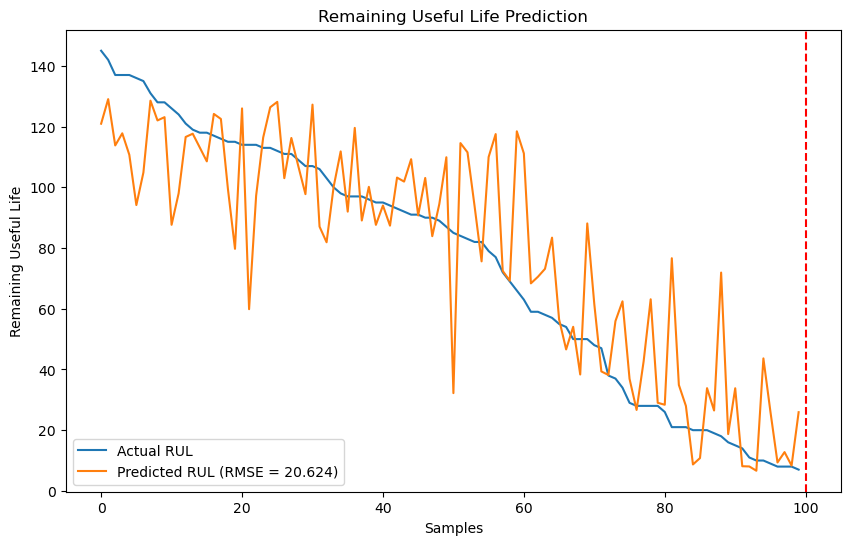 Remaining Useful Life Prediction
Remaining Useful Life
140
120
100
80
60
40
20
0
Actual RUL
Predicted RUL (RMSE = 20.624)
0 20 40 60 80 100
Samples